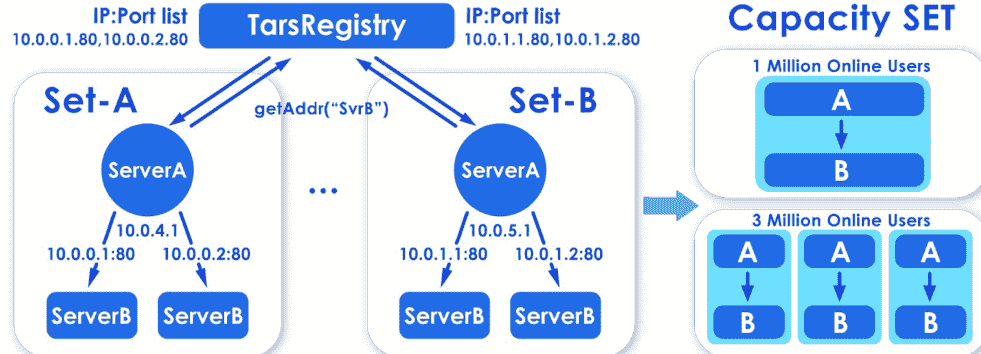 IP:Port list
10.0.0.1.80,10.0.0.2.80
TarsRegistry
IP:Port list
10.0.1.1.80,10.0.1.2.80
Set-A
getAddr(“SvrB”)
Set-B
ServerA
...
ServerA
10.0.4.1
10.0.0.1:80
10.0.0.2:80
10.0.5.1
10.0.1.1:80
10.0.1.2:80
ServerB
ServerB
ServerB
ServerB
Capacity SET
1 Million Online Users
A
B
3 Million Online Users
A
A
A
B
B
B